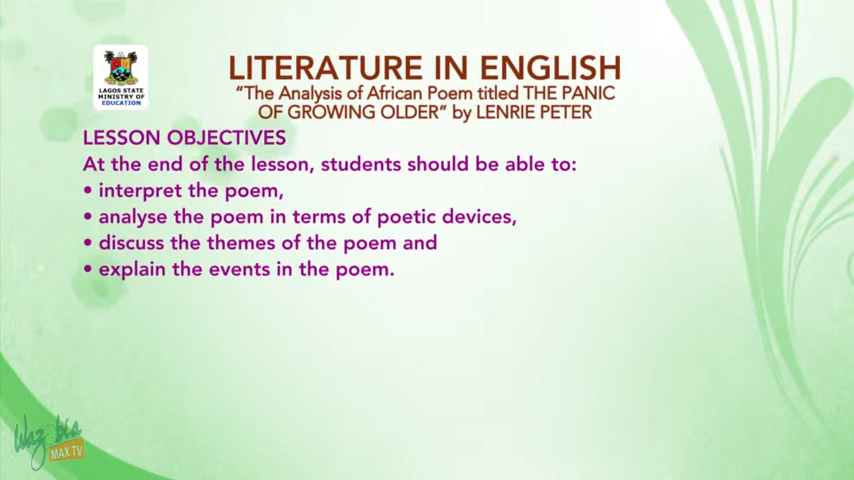 LAGOS STATE
MINISTRY OF
EDUCATION
LITERATURE IN ENGLISH
“The Analysis of African Poem titled THE PANIC
OF GROWING OLDER” by LENRIE PETER
LESSON OBJECTIVES
At the end of the lesson, students should be able to:
• interpret the poem,
• analyse the poem in terms of poetic devices,
• discuss the themes of the poem and
• explain the events in the poem.
Wazobia
MAX TV